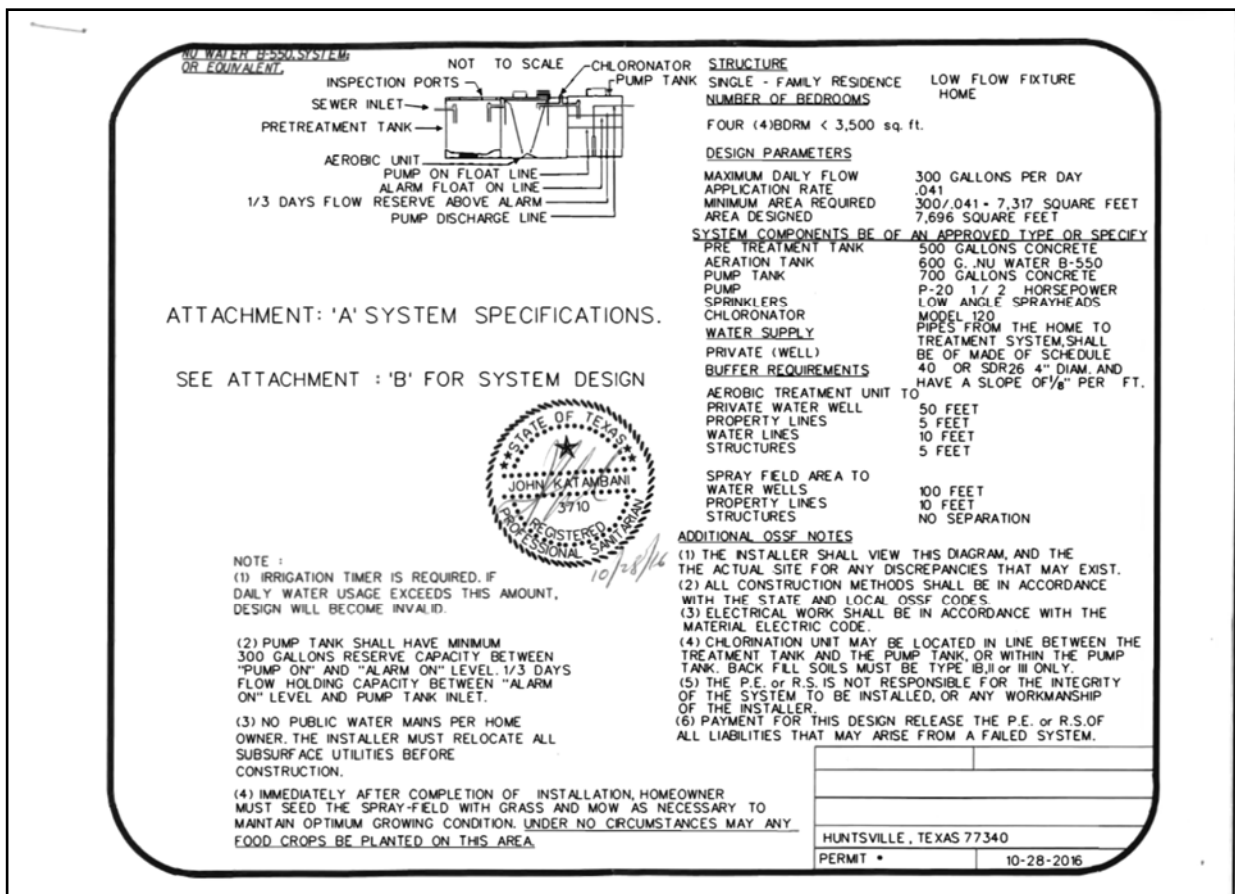 NU WATER B-550,SYSTEM,
OR EQUIVALENT.
NOT TO SCALE
CHLORONATOR
PUMP TANK
INSPECTION PORTS
SEWER INLET
PRETREATMENT TANK
AEROBIC UNIT
PUMP ON FLOAT LINE
ALARM FLOAT ON LINE
1/3 DAYS FLOW RESERVE ABOVE ALARM
PUMP DISCHARGE LINE
ATTACHMENT: 'A' SYSTEM SPECIFICATIONS.
SEE ATTACHMENT : 'B' FOR SYSTEM DESIGN
STATE OF TEXAS
JOHN KATAMBANI
3710
REGISTERED
PROFESSIONAL SANITARIAN
10/28/16
NOTE :
(1) IRRIGATION TIMER IS REQUIRED. IF
DAILY WATER USAGE EXCEEDS THIS AMOUNT,
DESIGN WILL BECOME INVALID.
(2) PUMP TANK SHALL HAVE MINIMUM
300 GALLONS RESERVE CAPACITY BETWEEN
"PUMP ON" AND "ALARM ON" LEVEL. 1/3 DAYS
FLOW HOLDING CAPACITY BETWEEN "ALARM
ON" LEVEL AND PUMP TANK INLET.
(3) NO PUBLIC WATER MAINS PER HOME
OWNER. THE INSTALLER MUST RELOCATE ALL
SUBSURFACE UTILITIES BEFORE
CONSTRUCTION.
(4) IMMEDIATELY AFTER COMPLETION OF INSTALLATION, HOMEOWNER
MUST SEED THE SPRAY-FIELD WITH GRASS AND MOW AS NECESSARY TO
MAINTAIN OPTIMUM GROWING CONDITION. UNDER NO CIRCUMSTANCES MAY ANY
FOOD CROPS BE PLANTED ON THIS AREA.
STRUCTURE
SINGLE - FAMILY RESIDENCE LOW FLOW FIXTURE
HOME
NUMBER OF BEDROOMS
FOUR (4)BDRM < 3,500 sq. ft.
DESIGN PARAMETERS
MAXIMUM DAILY FLOW 300 GALLONS PER DAY
APPLICATION RATE .041
MINIMUM AREA REQUIRED 300/.041 - 7,317 SQUARE FEET
AREA DESIGNED 7,696 SQUARE FEET
SYSTEM COMPONENTS BE OF AN APPROVED TYPE OR SPECIFY
PRE TREATMENT TANK 500 GALLONS CONCRETE
AERATION TANK 600 G. .NU WATER B-550
PUMP TANK 700 GALLONS CONCRETE
PUMP P-20 1 / 2 HORSEPOWER
SPRINKLERS LOW ANGLE SPRAYHEADS
CHLORONATOR MODEL 120
WATER SUPPLY
PRIVATE (WELL)
PIPES FROM THE HOME TO
TREATMENT SYSTEM,SHALL
BE OF MADE OF SCHEDULE
40 OR SDR26 4" DIAM. AND
HAVE A SLOPE OF 1/8" PER FT.
BUFFER REQUIREMENTS
AEROBIC TREATMENT UNIT TO
PRIVATE WATER WELL 50 FEET
PROPERTY LINES 5 FEET
WATER LINES 10 FEET
STRUCTURES 5 FEET
SPRAY FIELD AREA TO
WATER WELLS 100 FEET
PROPERTY LINES 10 FEET
STRUCTURES NO SEPARATION
ADDITIONAL OSSF NOTES
(1) THE INSTALLER SHALL VIEW THIS DIAGRAM, AND THE
THE ACTUAL SITE FOR ANY DISCREPANCIES THAT MAY EXIST.
(2) ALL CONSTRUCTION METHODS SHALL BE IN ACCORDANCE
WITH THE STATE AND LOCAL OSSF CODES.
(3) ELECTRICAL WORK SHALL BE IN ACCORDANCE WITH THE
MATERIAL ELECTRIC CODE.
(4) CHLORINATION UNIT MAY BE LOCATED IN LINE BETWEEN THE
TREATMENT TANK AND THE PUMP TANK, OR WITHIN THE PUMP
TANK. BACK FILL SOILS MUST BE TYPE IB,II or III ONLY.
(5) THE P.E. or R.S. IS NOT RESPONSIBLE FOR THE INTEGRITY
OF THE SYSTEM TO BE INSTALLED, OR ANY WORKMANSHIP
OF THE INSTALLER.
(6) PAYMENT FOR THIS DESIGN RELEASE THE P.E. or R.S.OF
ALL LIABILITIES THAT MAY ARISE FROM A FAILED SYSTEM.
HUNTSVILLE, TEXAS 77340
PERMIT • 10-28-2016